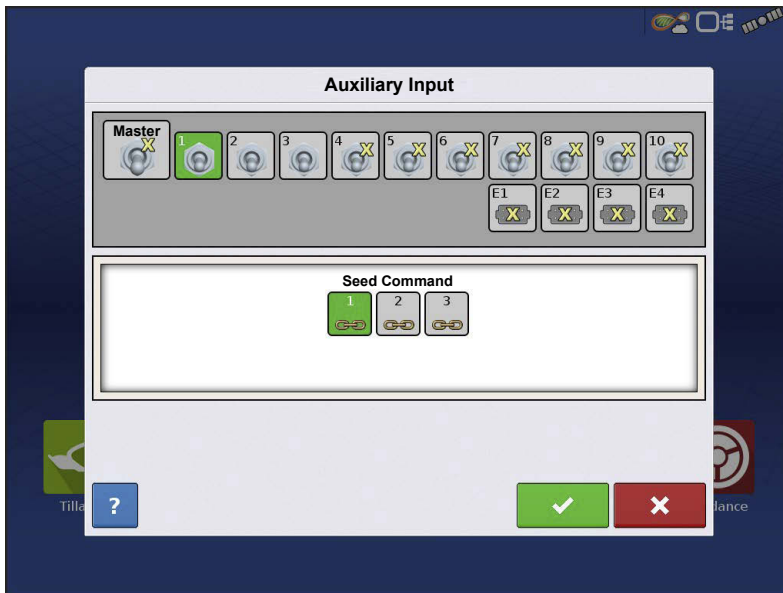 Auxiliary Input
Master X
1 2 3 4 X 5 X 6 X 7 X 8 X 9 X 10 X
E1 X E2 X E3 X E4 X
Seed Command
1 2 3
Tilla
?
dance